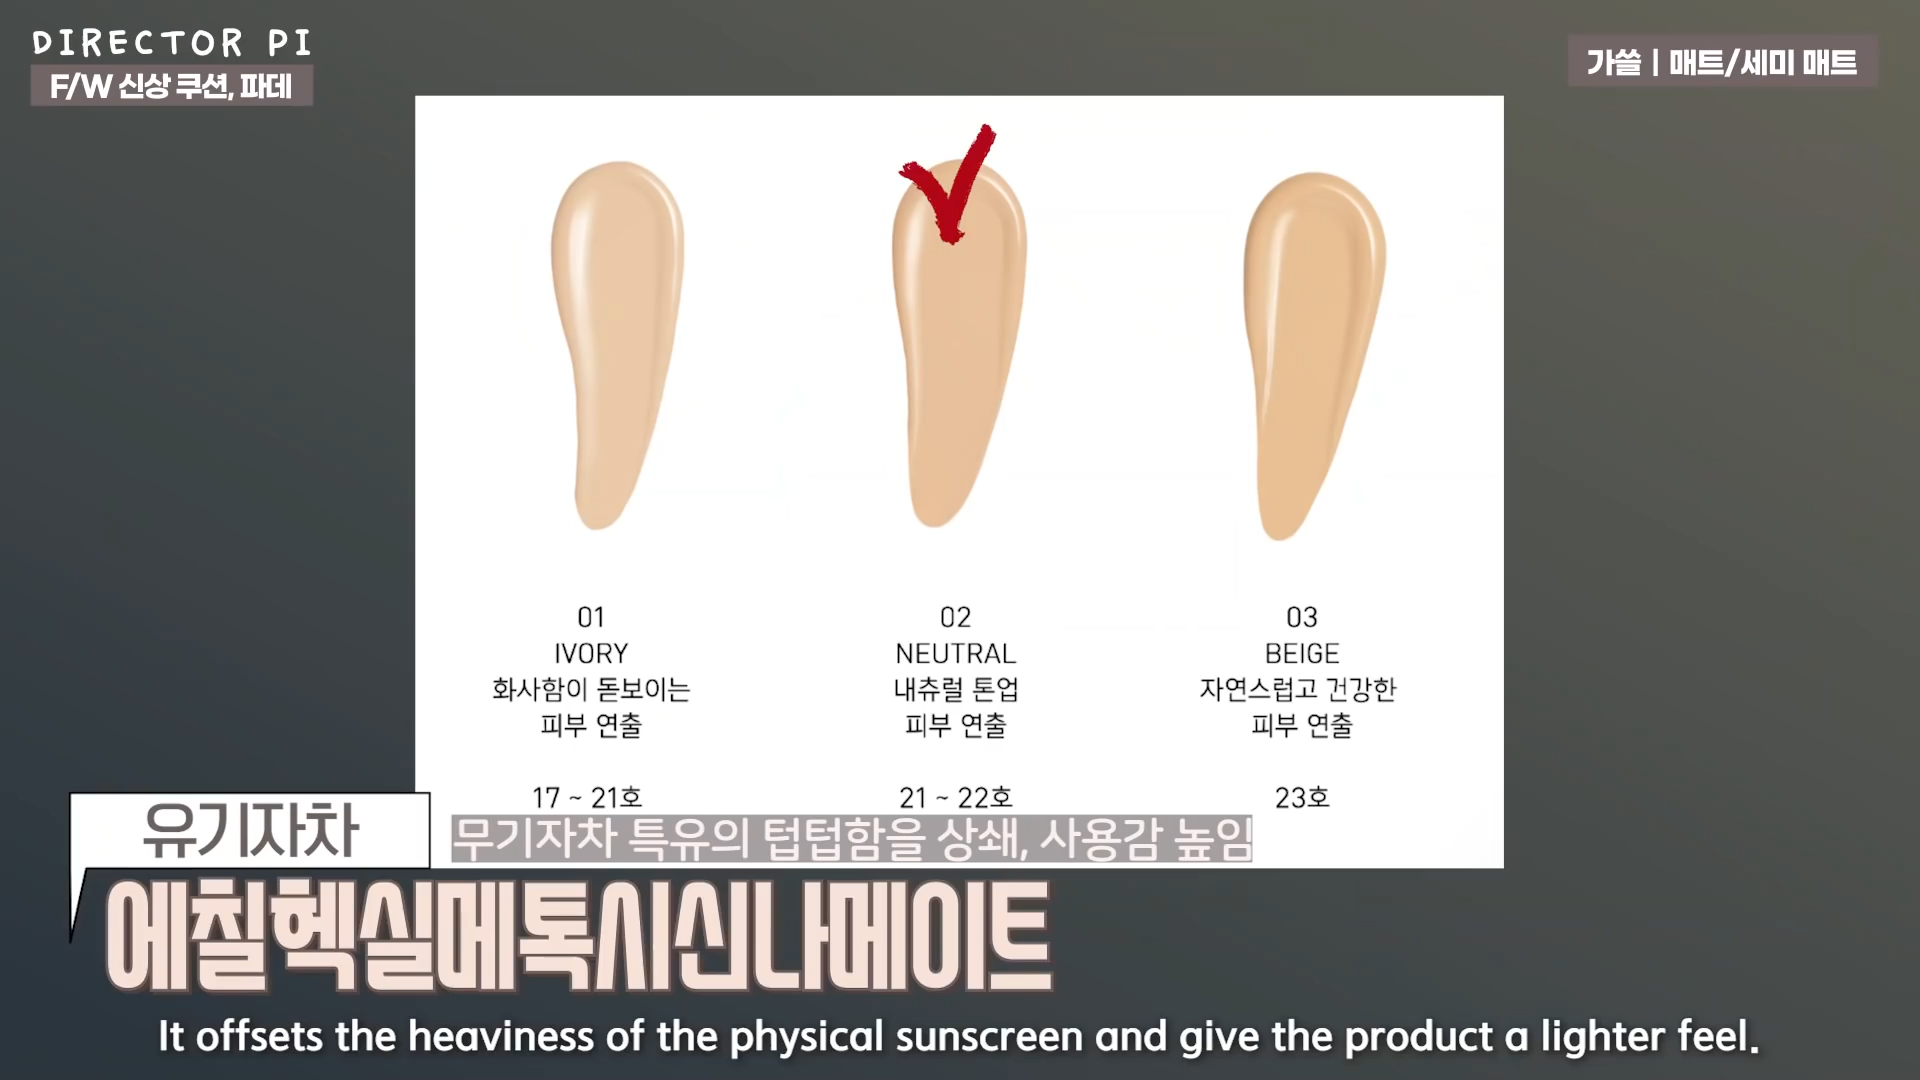 DIRECTOR PI
F/W 신상 쿠션, 파데
가쓸 | 매트/세미 매트
01
IVORY
화사함이 돋보이는
피부 연출
17 ~ 21호
02
NEUTRAL
내츄럴 톤업
피부 연출
21 ~ 22호
03
BEIGE
자연스럽고 건강한
피부 연출
23호
유기자차
무기자차 특유의 텁텁함을 상쇄, 사용감 높임
에칠헥실메톡시신나메이트
It offsets the heaviness of the physical sunscreen and give the product a lighter feel.